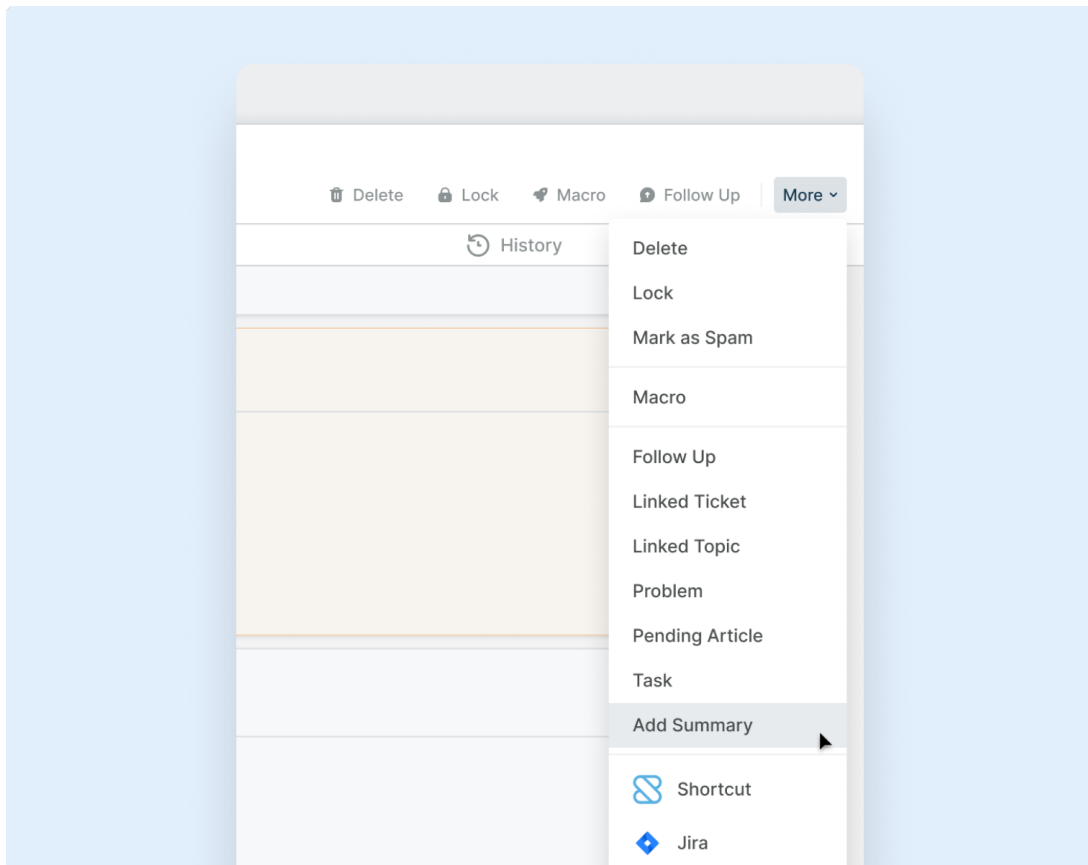 Delete Lock Macro Follow Up More
History
Delete
Lock
Mark as Spam
Macro
Follow Up
Linked Ticket
Linked Topic
Problem
Pending Article
Task
Add Summary
Shortcut
Jira